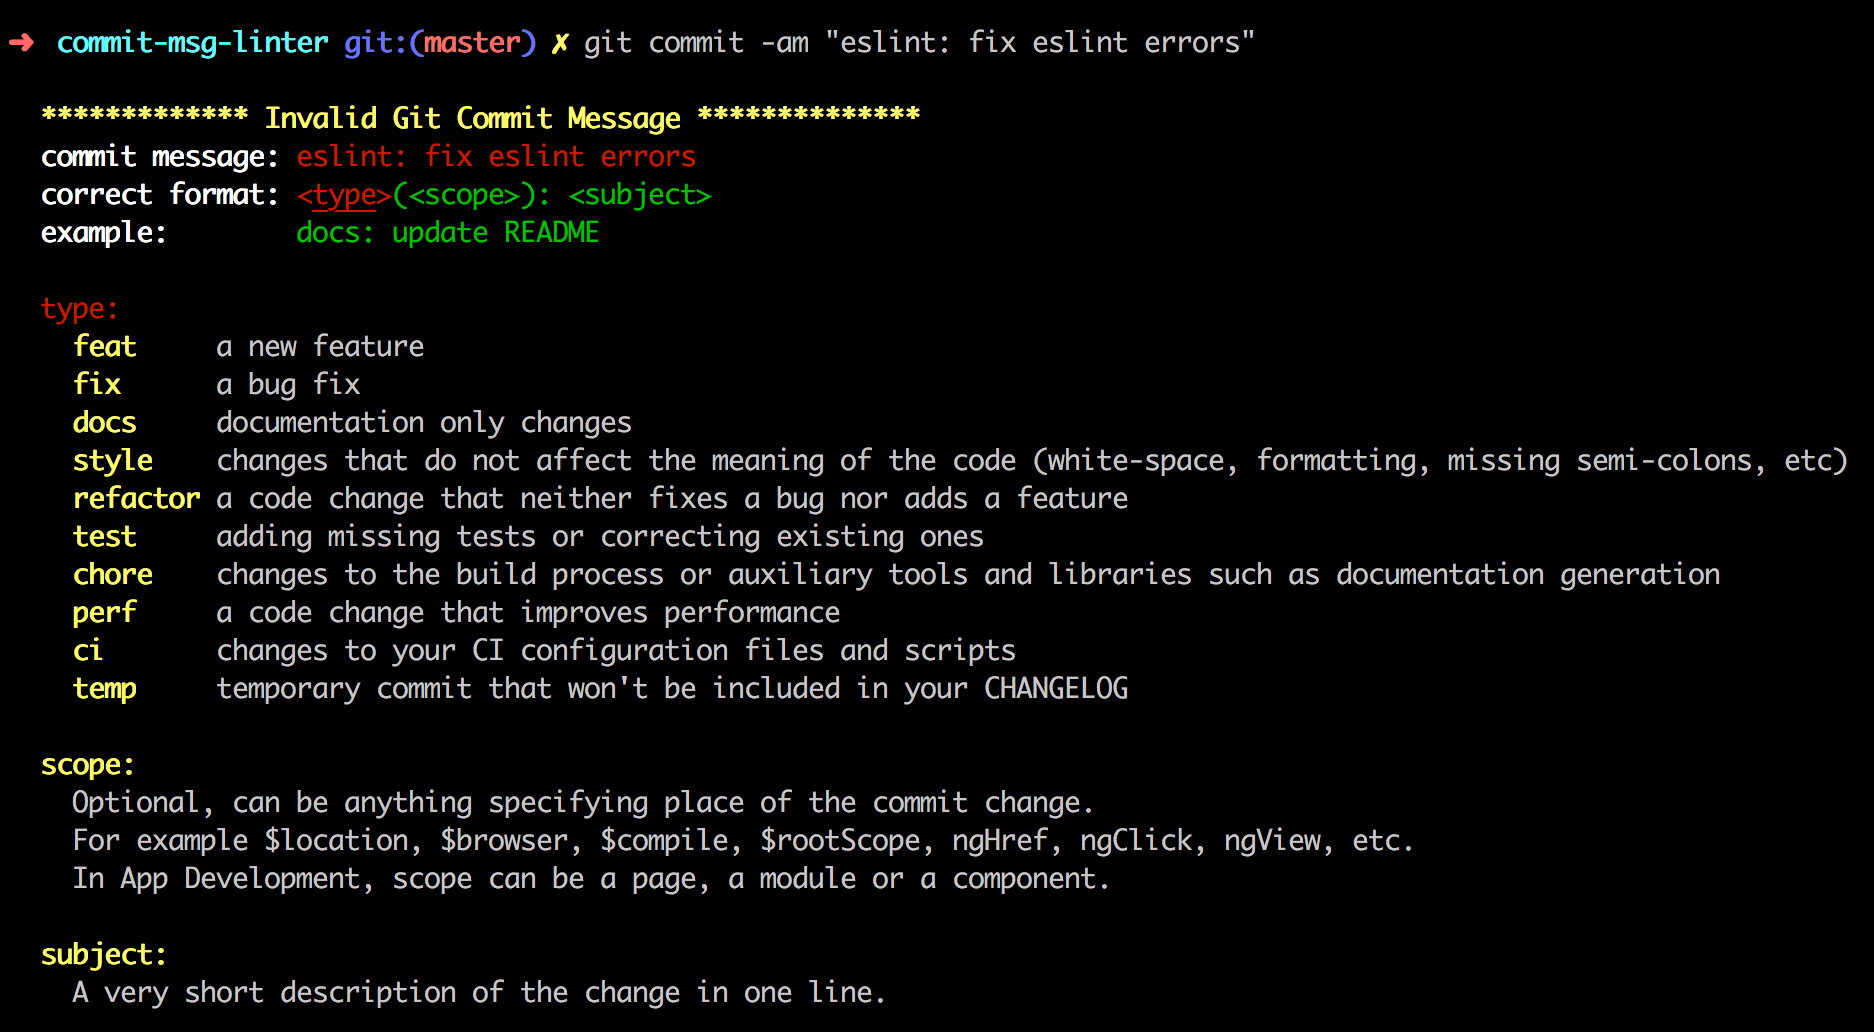 ➜ commit-msg-linter git:(master) ✗ git commit -am "eslint: fix eslint errors"
************* Invalid Git Commit Message **************
commit message: eslint: fix eslint errors
correct format: <type>(<scope>): <subject>
example: docs: update README
type:
feat a new feature
fix a bug fix
docs documentation only changes
style changes that do not affect the meaning of the code (white-space, formatting, missing semi-colons, etc)
refactor a code change that neither fixes a bug nor adds a feature
test adding missing tests or correcting existing ones
chore changes to the build process or auxiliary tools and libraries such as documentation generation
perf a code change that improves performance
ci changes to your CI configuration files and scripts
temp temporary commit that won't be included in your CHANGELOG
scope:
Optional, can be anything specifying place of the commit change.
For example $location, $browser, $compile, $rootScope, ngHref, ngClick, ngView, etc.
In App Development, scope can be a page, a module or a component.
subject:
A very short description of the change in one line.